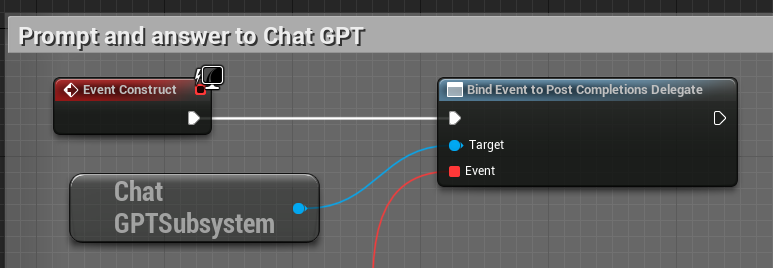 Prompt and answer to Chat GPT
Event Construct
Bind Event to Post Completions Delegate
Target
Event
Chat
GPTSubsystem